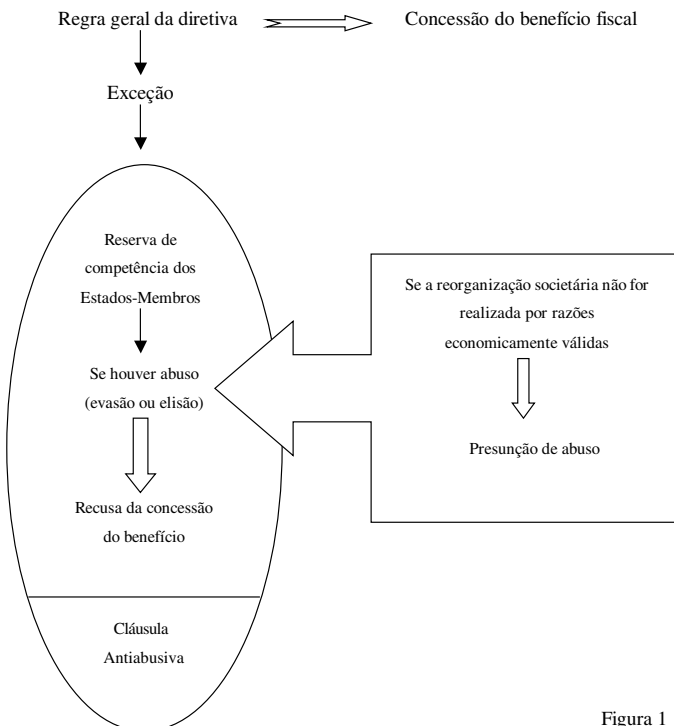 Regra geral da diretiva
Concessão do benefício fiscal
Exceção
Reserva de
competência dos
Estados-Membros
Se houver abuso
(evasão ou elisão)
Recusa da concessão
do benefício
Cláusula
Antiabusiva
Se a reorganização societária não for
realizada por razões
economicamente válidas
Presunção de abuso
Figura 1